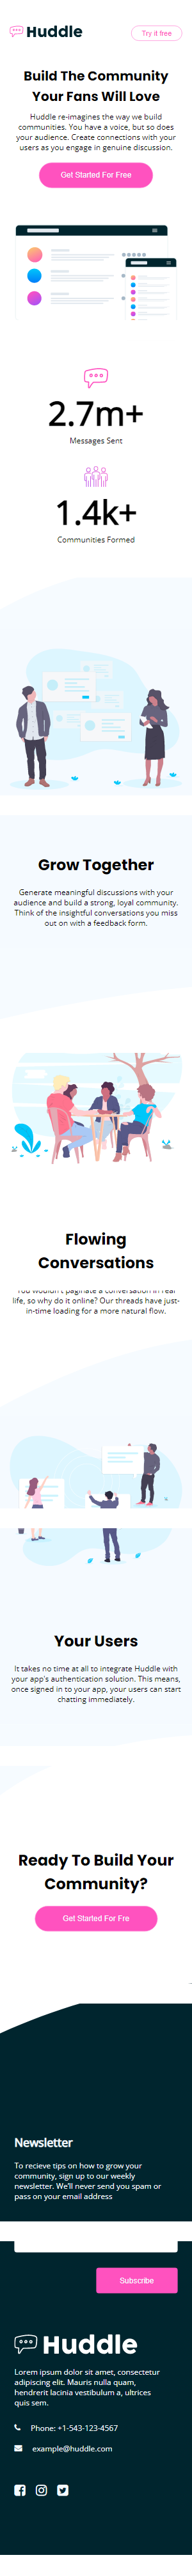 Huddle
Try it free
Build The Community
Your Fans Will Love
Huddle re-imagines the way we build
communities. You have a voice, but so does
your audience. Create connections with your
users as you engage in genuine discussion.
Get Started For Free
2.7m+
Messages Sent
1.4k+
Communities Formed
Grow Together
Generate meaningful discussions with your
audience and build a strong, loyal community.
Think of the insightful conversations you miss
out on with a feedback form.
Flowing
Conversations
You wouldn't paginate a conversation in real
life, so why do it online? Our threads have just-
in-time loading for a more natural flow.
Your Users
It takes no time at all to integrate Huddle with
your app's authentication solution. This means,
once signed in to your app, your users can start
chatting immediately.
Ready To Build Your
Community?
Get Started For Fre
Newsletter
To recieve tips on how to grow your
community, sign up to our weekly
newsletter. We'll never send you spam or
pass on your email address
Subscribe
Huddle
Lorem ipsum dolor sit amet, consectetur
adipiscing elit. Mauris nulla quam,
hendrerit lacinia vestibulum a, ultrices
quis sem.
Phone: +1-543-123-4567
example@huddle.com